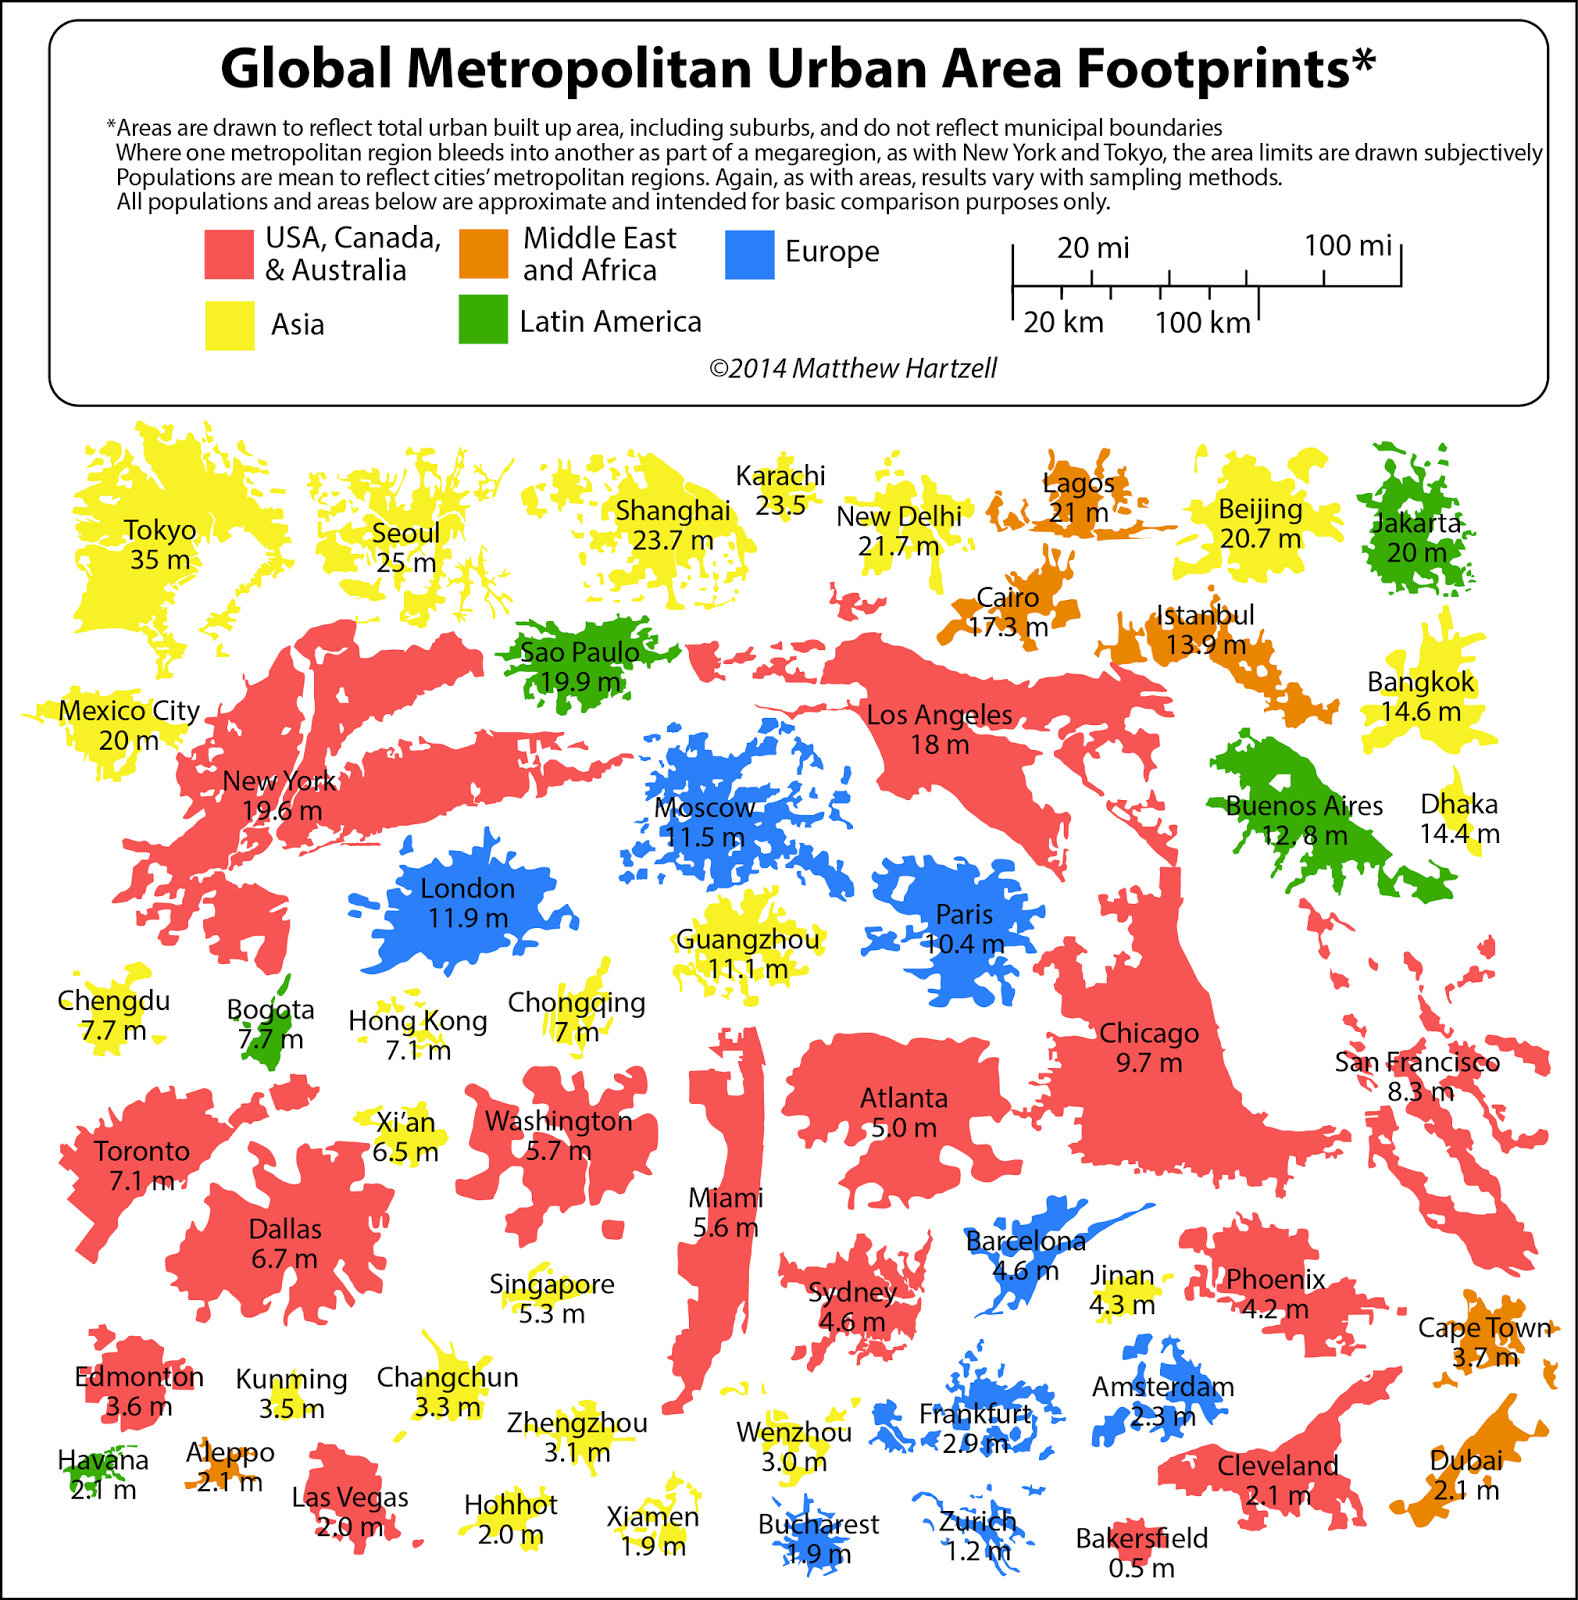 Global Metropolitan Urban Area Footprints*
*Areas are drawn to reflect total urban built up area, including suburbs, and do not reflect municipal boundaries
Where one metropolitan region bleeds into another as part of a megaregion, as with New York and Tokyo, the area limits are drawn subjectively
Populations are mean to reflect cities' metropolitan regions. Again, as with areas, results vary with sampling methods.
All populations and areas below are approximate and intended for basic comparison purposes only.
USA, Canada,
& Australia
Middle East
and Africa
Europe
Asia
Latin America
20 mi
100 mi
20 km
100 km
©2014 Matthew Hartzell
Tokyo
35 m
Seoul
25 m
Shanghai
23.7 m
Karachi
23.5
New Delhi
21.7 m
Lagos
21 m
Beijing
20.7 m
Jakarta
20 m
Cairo
17.3 m
Istanbul
13.9 m
Sao Paulo
19.9 m
Mexico City
20 m
New York
19.6 m
Los Angeles
18 m
Bangkok
14.6 m
Moscow
11.5 m
Buenos Aires
12. 8 m
Dhaka
14.4 m
London
11.9 m
Guangzhou
11.1 m
Paris
10.4 m
Chengdu
7.7 m
Bogota
7.7 m
Hong Kong
7.1 m
Chongqing
7 m
Chicago
9.7 m
San Francisco
8.3 m
Toronto
7.1 m
Xi'an
6.5 m
Washington
5.7 m
Atlanta
5.0 m
Dallas
6.7 m
Miami
5.6 m
Singapore
5.3 m
Sydney
4.6 m
Barcelona
4.6 m
Jinan
4.3 m
Phoenix
4.2 m
Cape Town
3.7 m
Edmonton
3.6 m
Kunming
3.5 m
Changchun
3.3 m
Zhengzhou
3.1 m
Wenzhou
3.0 m
Frankfurt
2.9 m
Amsterdam
2.3 m
Havana
2.1 m
Aleppo
2.1 m
Las Vegas
2.0 m
Hohhot
2.0 m
Xiamen
1.9 m
Bucharest
1.9 m
Zurich
1.2 m
Cleveland
2.1 m
Dubai
2.1 m
Bakersfield
0.5 m